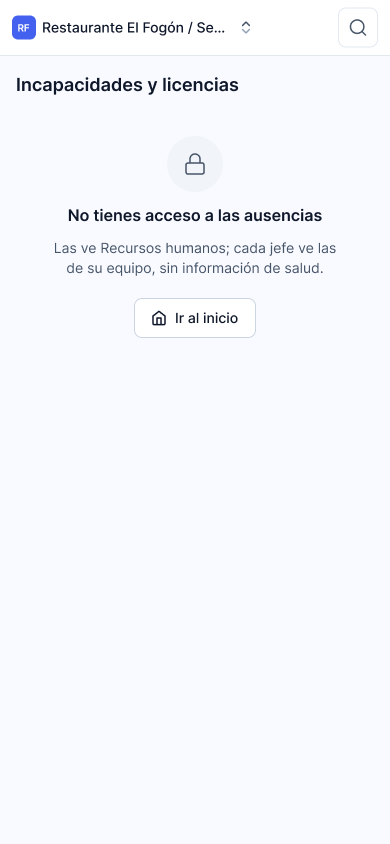 RF Restaurante El Fogón / Se...
Incapacidades y licencias
No tienes acceso a las ausencias
Las ve Recursos humanos; cada jefe ve las
de su equipo, sin información de salud.
Ir al inicio